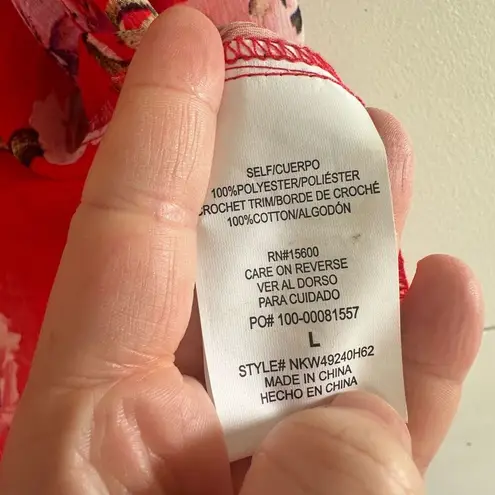 SELF/CUERPO
100%POLYESTER/POLIÉSTER
CROCHET TRIM/BORDE DE CROCHÉ
100%COTTON/ALGODÓN
RN#15600
CARE ON REVERSE
VER AL DORSO
PARA CUIDADO
PO# 100-00081557
L
STYLE# NKW49240H62
MADE IN CHINA
HECHO EN CHINA